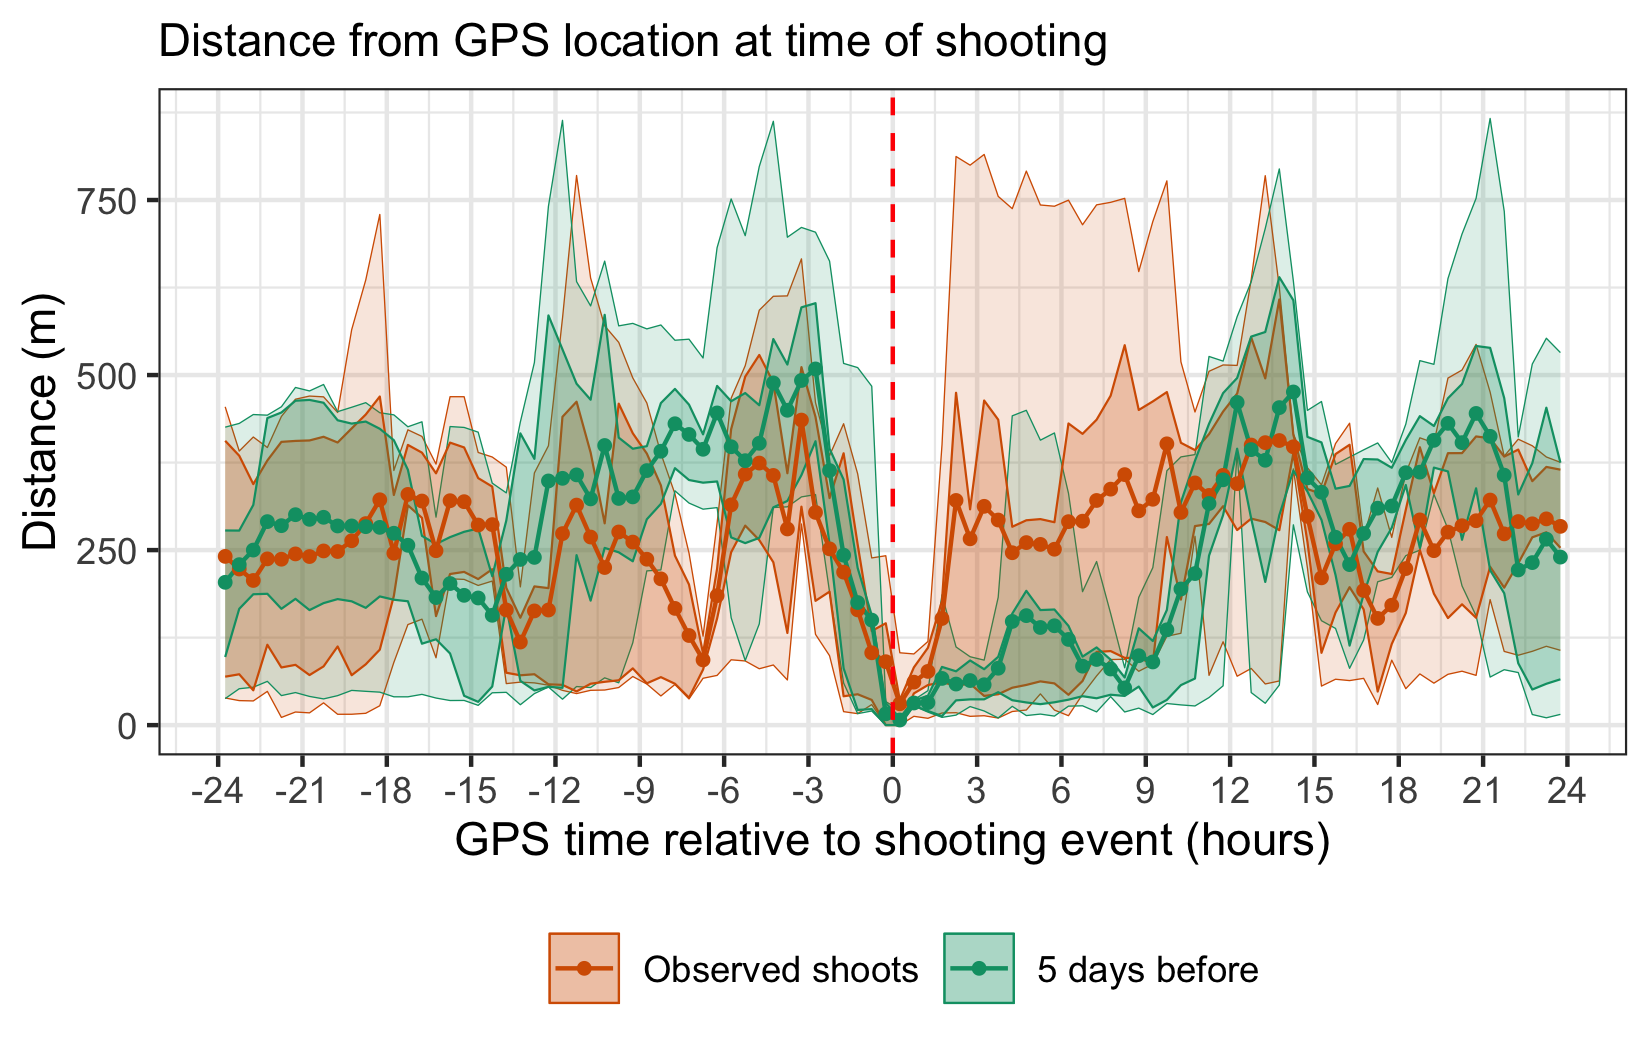 Distance from GPS location at time of shooting
Distance (m)
750
500
250
0
-24 -21 -18 -15 -12 -9 -6 -3 0 3 6 9 12 15 18 21 24
GPS time relative to shooting event (hours)
Observed shoots 5 days before